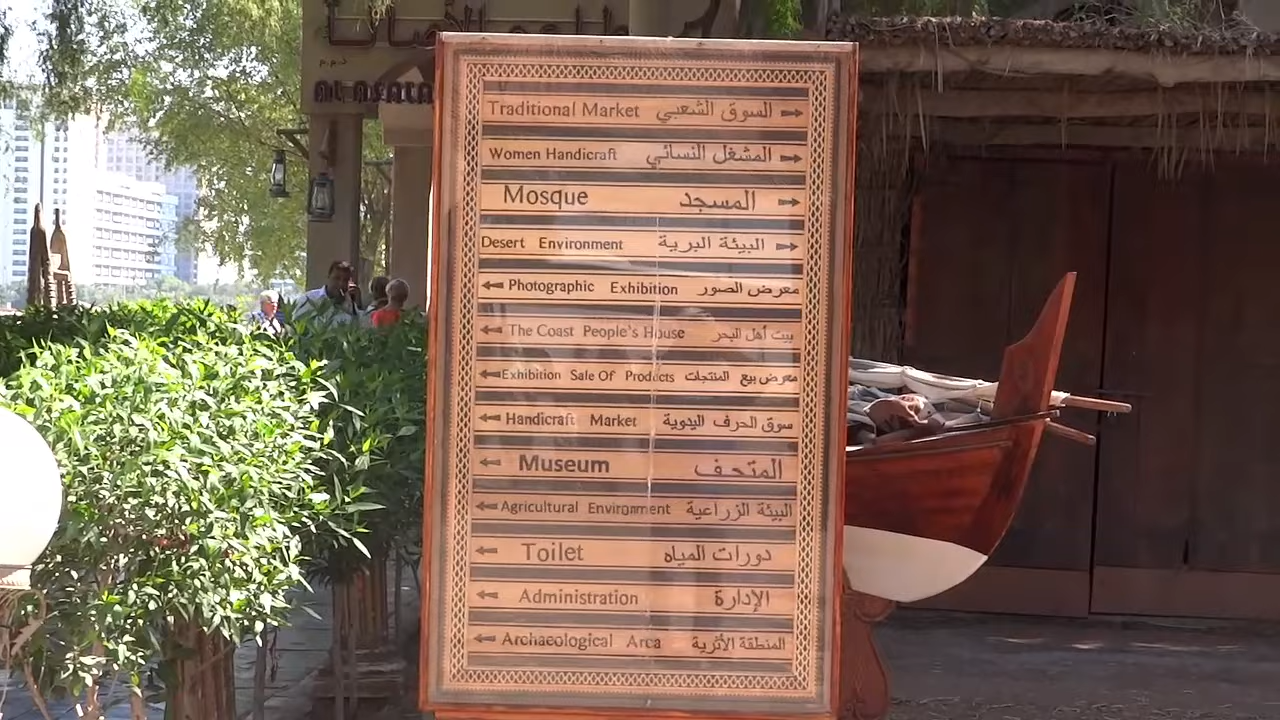 Traditional Market السوق الشعبي
Women Handicraft المشغل النسائي
Mosque المسجد
Desert Environment البيئة البرية
Photographic Exhibition معرض الصور
The Coast People's House بيت أهل البحر
Exhibition Sale Of Products معرض بيع المنتجات
Handicraft Market سوق الحرف اليدوية
Museum المتحف
Agricultural Environment البيئة الزراعية
Toilet دورات المياه
Administration الإدارة
Archaeological Area المنطقة الأثرية